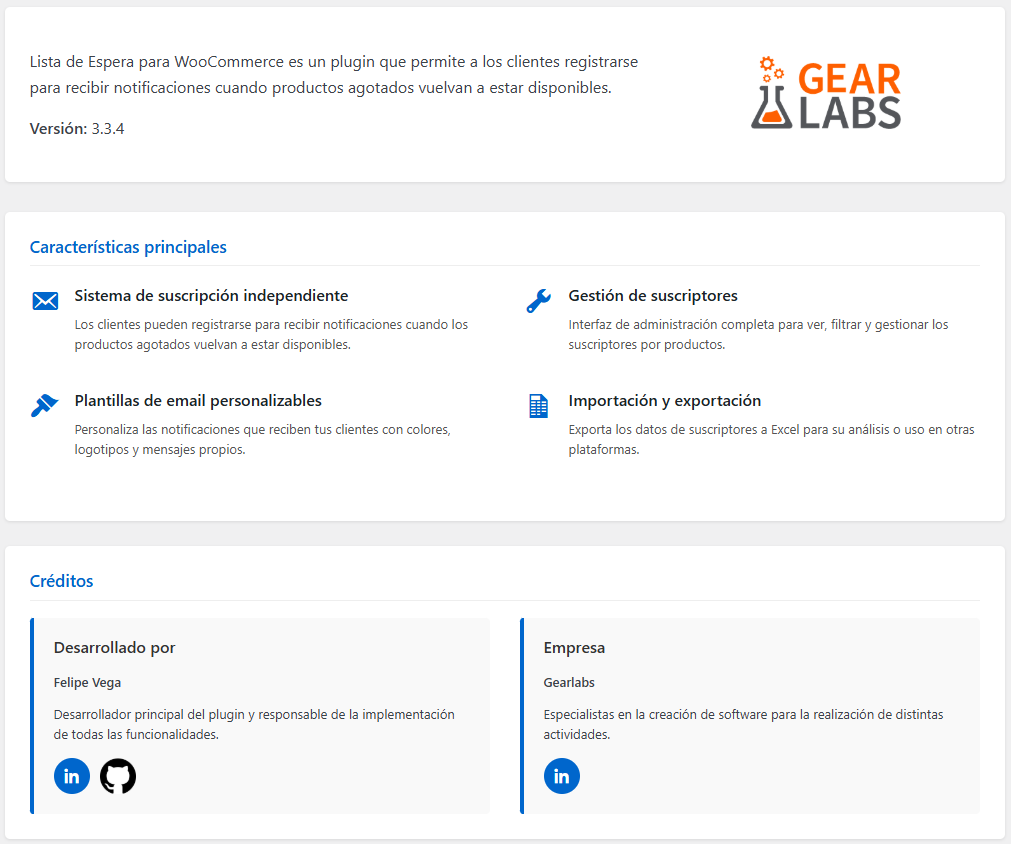 Lista de Espera para WooCommerce es un plugin que permite a los clientes registrarse
para recibir notificaciones cuando productos agotados vuelvan a estar disponibles.
Versión: 3.3.4
GEAR
LABS
Características principales
Sistema de suscripción independiente
Los clientes pueden registrarse para recibir notificaciones cuando los
productos agotados vuelvan a estar disponibles.
Gestión de suscriptores
Interfaz de administración completa para ver, filtrar y gestionar los
suscriptores por productos.
Plantillas de email personalizables
Personaliza las notificaciones que reciben tus clientes con colores,
logotipos y mensajes propios.
Importación y exportación
Exporta los datos de suscriptores a Excel para su análisis o uso en otras
plataformas.
Créditos
Desarrollado por
Felipe Vega
Desarrollador principal del plugin y responsable de la implementación
de todas las funcionalidades.
in
Empresa
Gearlabs
Especialistas en la creación de software para la realización de distintas
actividades.
in